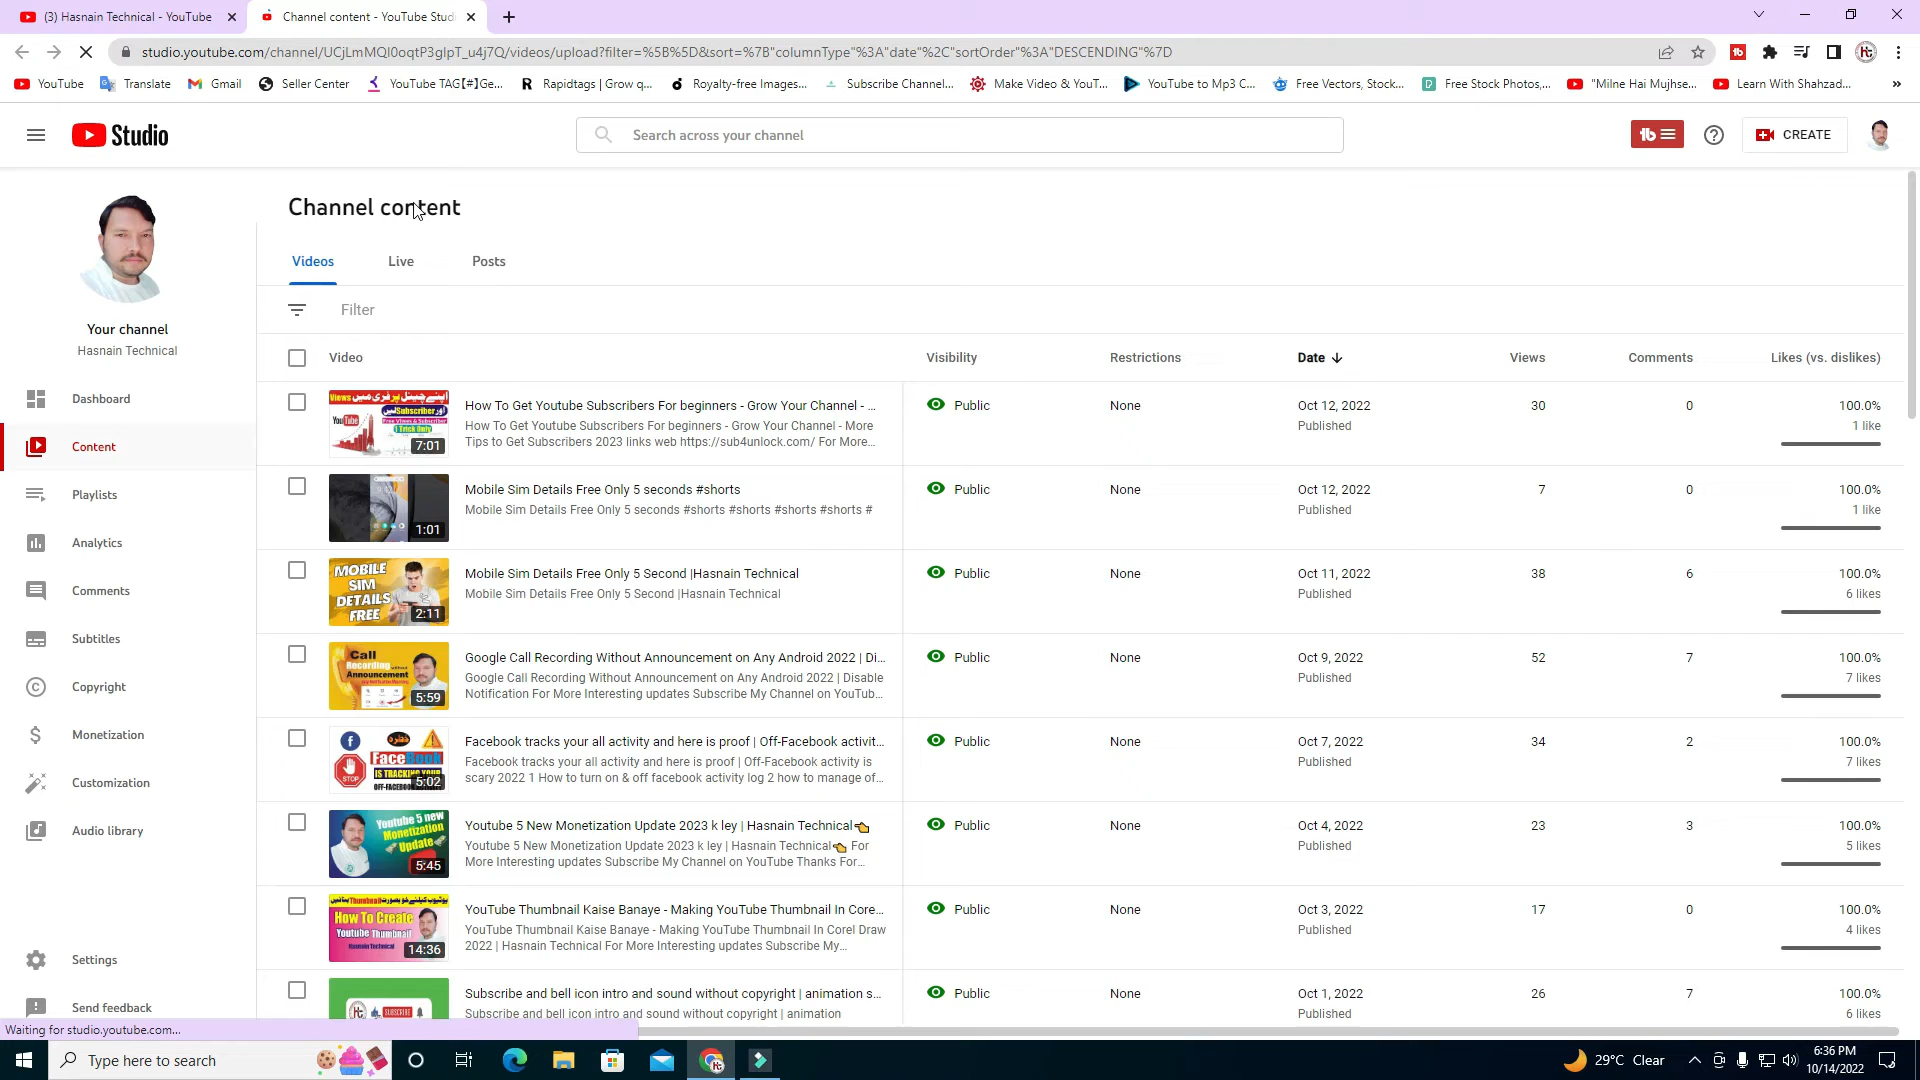 (3) Hasnain Technical - YouTube
Channel content - YouTube Studi
studio.youtube.com/channel/UCjLmMQI0oqtP3glpT_u4j7Q/videos/upload?filter=%5B%5D&sort=%7B"columnType"%3A"date"%2C"sortOrder"%3A"DESCENDING"%7D
YouTube
Translate
Gmail
Seller Center
YouTube TAG【#】Ge...
Rapidtags | Grow q...
Royalty-free Images...
Subscribe Channel...
Make Video & YouT...
YouTube to Mp3 C...
Free Vectors, Stock...
Free Stock Photos,...
"Milne Hai Mujhse...
Learn With Shahzad...
»
Studio
Search across your channel
CREATE
Channel content
Videos Live Posts
Filter
Your channel
Hasnain Technical
Dashboard
Content
Playlists
Analytics
Comments
Subtitles
Copyright
Monetization
Customization
Audio library
Settings
Send feedback
Video Visibility Restrictions Date Views Comments Likes (vs. dislikes)
7:01
How To Get Youtube Subscribers For beginners - Grow Your Channel - ...
How To Get Youtube Subscribers For beginners - Grow Your Channel - More
Tips to Get Subscribers 2023 links web https://sub4unlock.com/ For More...
Public None Oct 12, 2022 30 0 100.0%
Published 1 like
1:01
Mobile Sim Details Free Only 5 seconds #shorts
Mobile Sim Details Free Only 5 seconds #shorts #shorts #shorts #shorts #
Public None Oct 12, 2022 7 0 100.0%
Published 1 like
MOBILE
SIM
DETAILS
FREE
2:11
Mobile Sim Details Free Only 5 Second |Hasnain Technical
Mobile Sim Details Free Only 5 Second |Hasnain Technical
Public None Oct 11, 2022 38 6 100.0%
Published 6 likes
Call
Recording
Announcement
5:59
Google Call Recording Without Announcement on Any Android 2022 | Di...
Google Call Recording Without Announcement on Any Android 2022 | Disable
Notification For More Interesting updates Subscribe My Channel on YouTub...
Public None Oct 9, 2022 52 7 100.0%
Published 7 likes
STOP
FaceBook
IS TRACKING YOUR
OFF-FACEBOOK
5:02
Facebook tracks your all activity and here is proof | Off-Facebook activit...
Facebook tracks your all activity and here is proof | Off-Facebook activity is
scary 2022 1 How to turn on & off facebook activity log 2 how to manage of...
Public None Oct 7, 2022 34 2 100.0%
Published 7 likes
Youtube 5 new
Monetization
Update
5:45
Youtube 5 New Monetization Update 2023 k ley | Hasnain Technical👈
Youtube 5 New Monetization Update 2023 k ley | Hasnain Technical👈 For
More Interesting updates Subscribe My Channel on YouTube Thanks For...
Public None Oct 4, 2022 23 3 100.0%
Published 5 likes
How To Create
Youtube Thumbnail
Hasnain Technical
14:36
YouTube Thumbnail Kaise Banaye - Making YouTube Thumbnail In Core...
YouTube Thumbnail Kaise Banaye - Making YouTube Thumbnail In Corel Draw
2022 | Hasnain Technical For More Interesting updates Subscribe My...
Public None Oct 3, 2022 17 0 100.0%
Published 4 likes
SUBSCRIBE
Subscribe and bell icon intro and sound without copyright | animation s...
Subscribe and bell icon intro and sound without copyright | animation
Public None Oct 1, 2022 26 7 100.0%
Published 6 likes
Waiting for studio.youtube.com...
Type here to search
29°C Clear
6:36 PM
10/14/2022